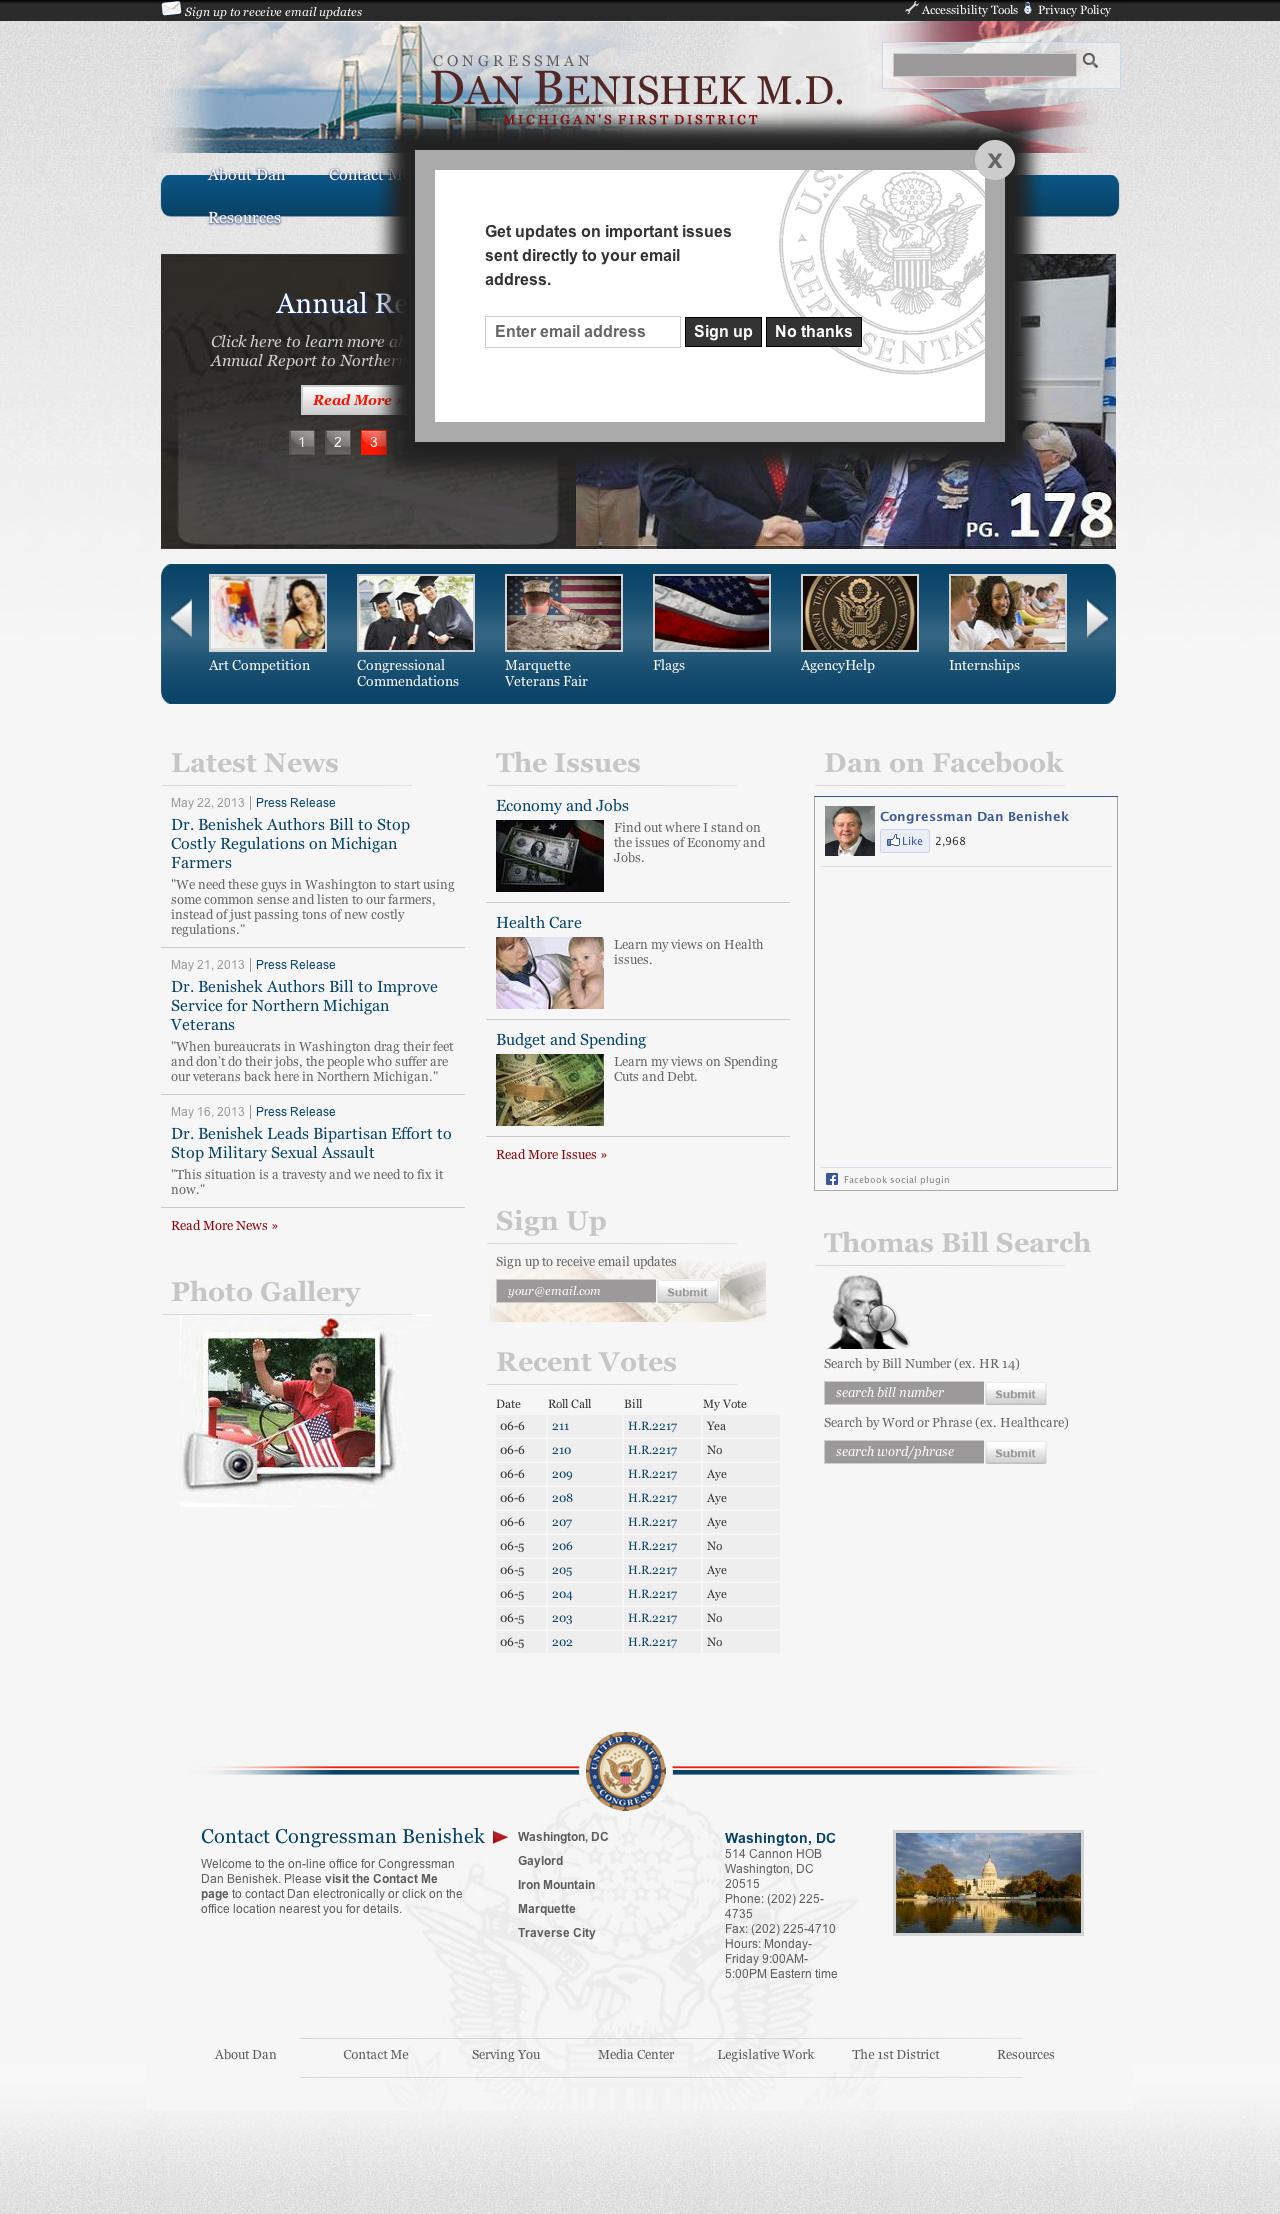 Sign up to receive email updates
Accessibility Tools
Privacy Policy
CONGRESSMAN
DAN BENISHEK M.D.
MICHIGAN'S FIRST DISTRICT
About Dan
Contact M
Resources
X
Get updates on important issues
sent directly to your email
address.
Enter email address
Sign up
No thanks
U.S.
REPRESENTAT
Annual Re
Click here to learn more a
Annual Report to Norther
Read More
1 2 3
PG. 178
Art Competition
Congressional
Commendations
Marquette
Veterans Fair
Flags
AgencyHelp
Internships
Latest News
May 22, 2013 | Press Release
Dr. Benishek Authors Bill to Stop
Costly Regulations on Michigan
Farmers
"We need these guys in Washington to start using
some common sense and listen to our farmers,
instead of just passing tons of new costly
regulations."
May 21, 2013 | Press Release
Dr. Benishek Authors Bill to Improve
Service for Northern Michigan
Veterans
"When bureaucrats in Washington drag their feet
and don't do their jobs, the people who suffer are
our veterans back here in Northern Michigan."
May 16, 2013 | Press Release
Dr. Benishek Leads Bipartisan Effort to
Stop Military Sexual Assault
"This situation is a travesty and we need to fix it
now."
Read More News »
Photo Gallery
The Issues
Economy and Jobs
Find out where I stand on
the issues of Economy and
Jobs.
Health Care
Learn my views on Health
issues.
Budget and Spending
Learn my views on Spending
Cuts and Debt.
Read More Issues »
Sign Up
Sign up to receive email updates
your@email.com
Submit
Recent Votes
Date Roll Call Bill My Vote
06-6 211 H.R.2217 Yea
06-6 210 H.R.2217 No
06-6 209 H.R.2217 Aye
06-6 208 H.R.2217 Aye
06-6 207 H.R.2217 Aye
06-5 206 H.R.2217 No
06-5 205 H.R.2217 Aye
06-5 204 H.R.2217 Aye
06-5 203 H.R.2217 No
06-5 202 H.R.2217 No
Dan on Facebook
Congressman Dan Benishek
Like 2,968
Facebook social plugin
Thomas Bill Search
Search by Bill Number (ex. HR 14)
search bill number
Submit
Search by Word or Phrase (ex. Healthcare)
search word/phrase
Submit
UNITED STATES
CONGRESS
Contact Congressman Benishek
Welcome to the on-line office for Congressman
Dan Benishek. Please visit the Contact Me
page to contact Dan electronically or click on the
office location nearest you for details.
Washington, DC
Gaylord
Iron Mountain
Marquette
Traverse City
Washington, DC
514 Cannon HOB
Washington, DC
20515
Phone: (202) 225-
4735
Fax: (202) 225-4710
Hours: Monday-
Friday 9:00AM-
5:00PM Eastern time
About Dan
Contact Me
Serving You
Media Center
Legislative Work
The 1st District
Resources